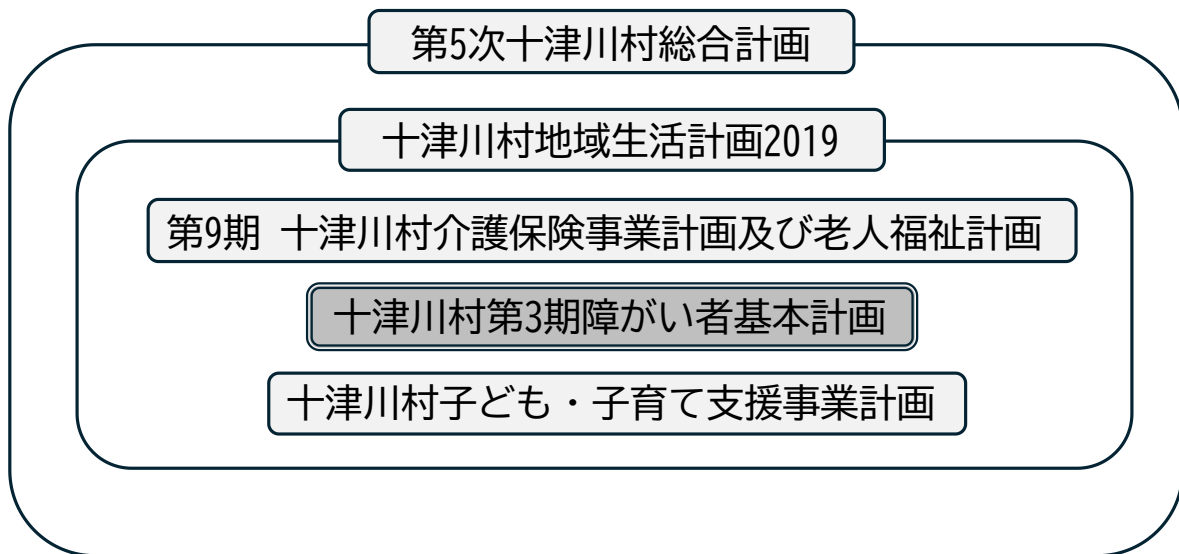 第5次十津川村総合計画
十津川村地域生活計画2019
第9期 十津川村介護保険事業計画及び老人福祉計画
十津川村第3期障がい者基本計画
十津川村子ども・子育て支援事業計画